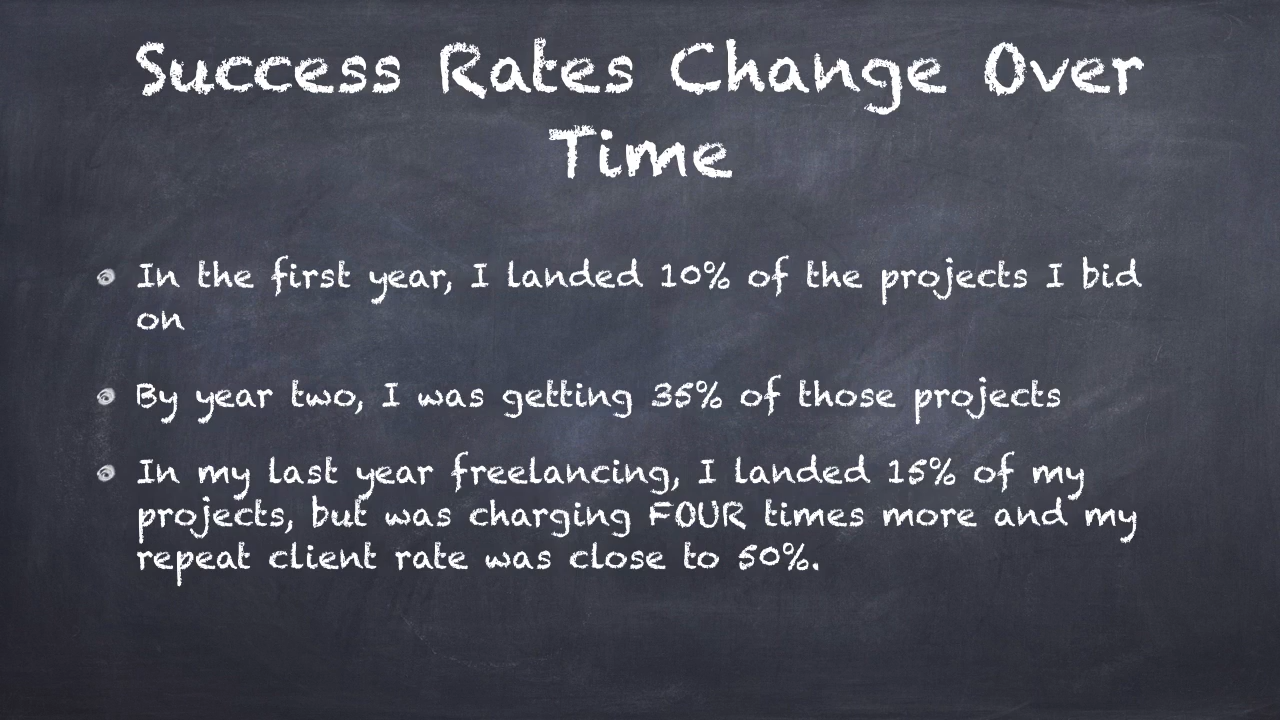 Success Rates Change Over
Time
In the first year, I landed 10% of the projects I bid
on
By year two, I was getting 35% of those projects
In my last year freelancing, I landed 15% of my
projects, but was charging FOUR times more and my
repeat client rate was close to 50%.